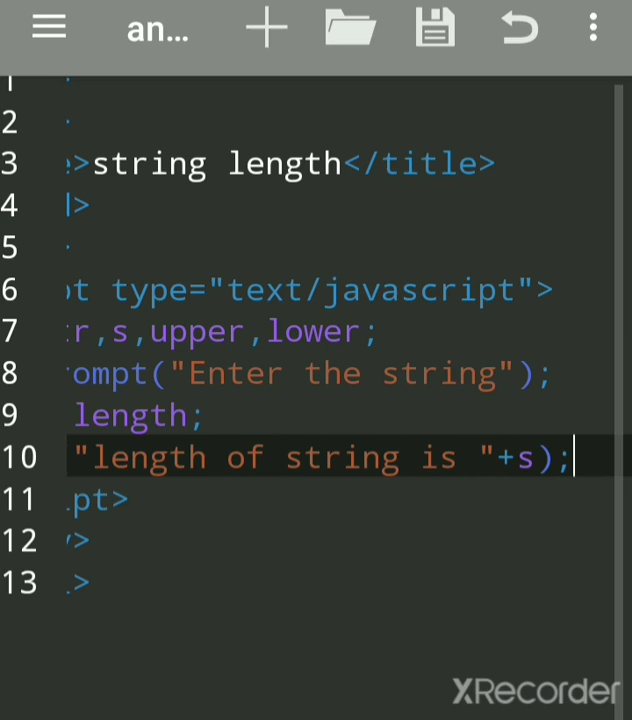 an...
1
2
3 >string length</title>
4 >
5
6 pt type="text/javascript">
7 r,s,upper,lower;
8 ompt("Enter the string");
9 length;
10 "length of string is "+s);
11 pt>
12 >
13 >
XRecorder